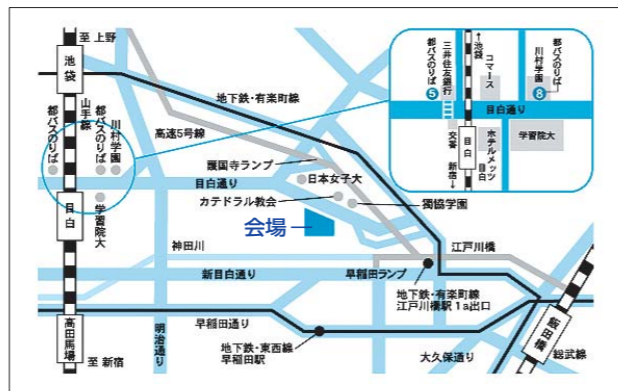 至 上野
池袋
地下鉄・有楽町線
山手線
都バスのりば
都バスのりば
川村学園
高速5号線
護国寺ランプ
日本女子大
目白通り
カテドラル教会
獨協学園
目白
学習院大
会場
神田川
江戸川橋
新目白通り
早稲田ランプ
地下鉄・有楽町線
江戸川橋駅 1a出口
飯田橋
高田馬場
早稲田通り
明治通り
至 新宿
地下鉄・東西線
早稲田駅
大久保通り
総武線
都バスのりば
5
三井住友銀行
↑池袋
コマース
川村学園
都バスのりば
8
目白通り
交番
新宿↓
目白
ホテルメッツ
目白
学習院大